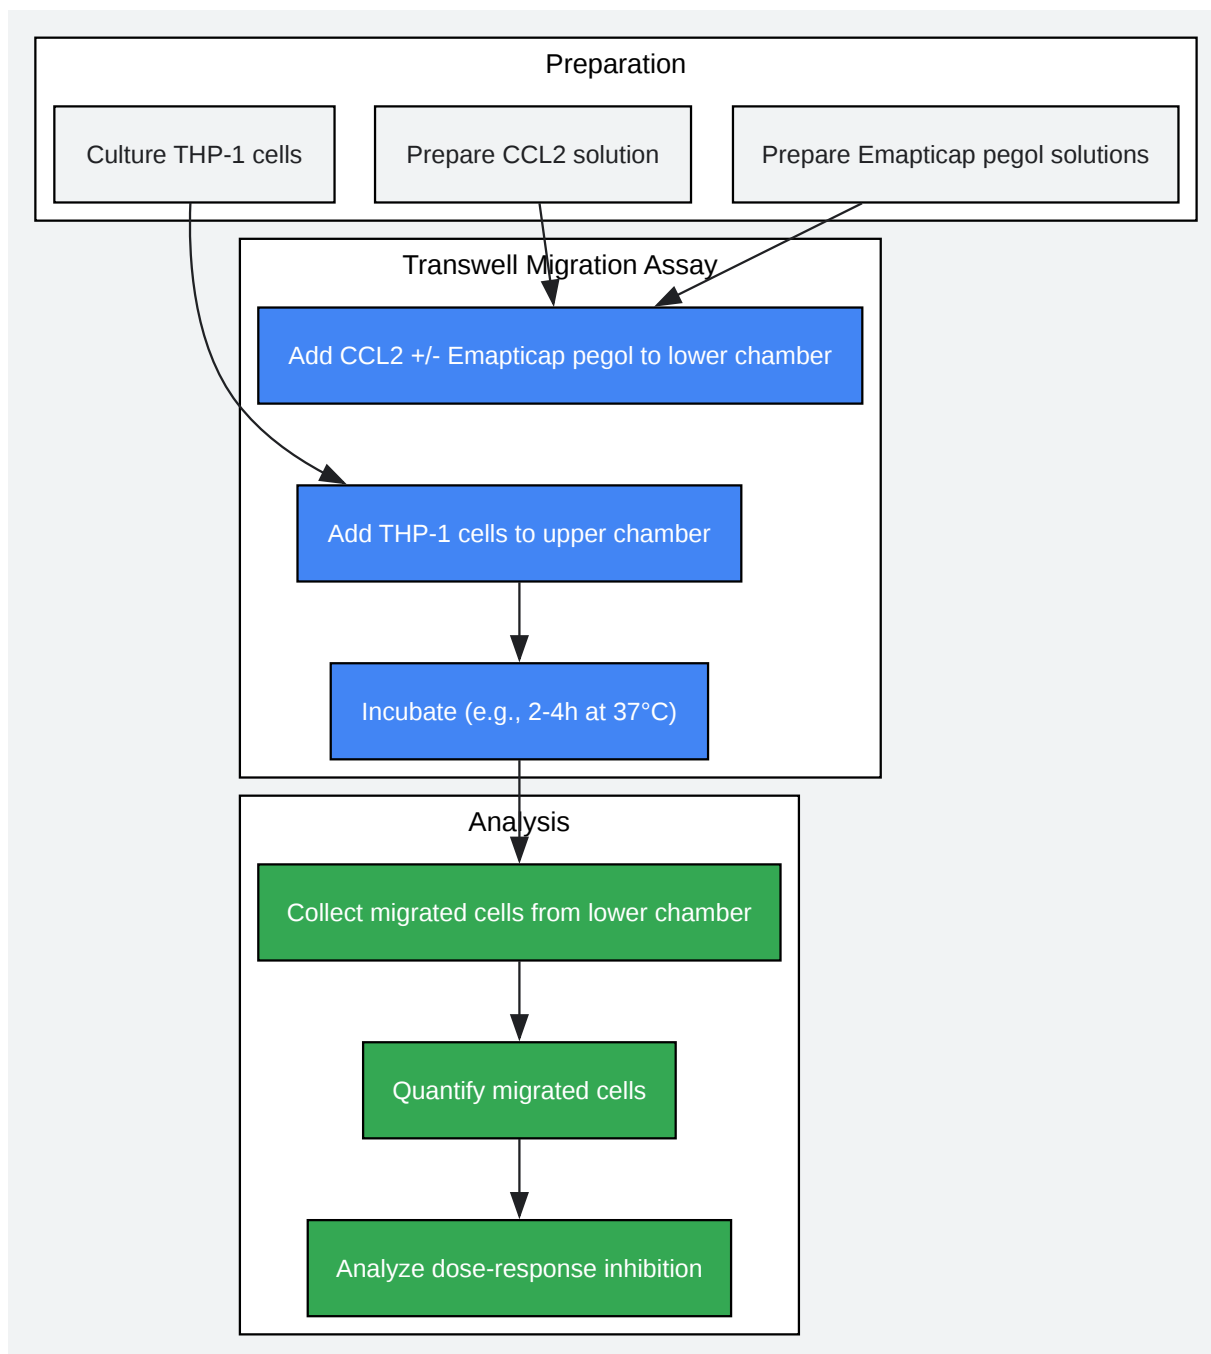 Preparation
Culture THP-1 cells
Prepare CCL2 solution
Prepare Emapticap pegol solutions
Transwell Migration Assay
Add CCL2 +/- Emapticap pegol to lower chamber
Add THP-1 cells to upper chamber
Incubate (e.g., 2-4h at 37°C)
Analysis
Collect migrated cells from lower chamber
Quantify migrated cells
Analyze dose-response inhibition